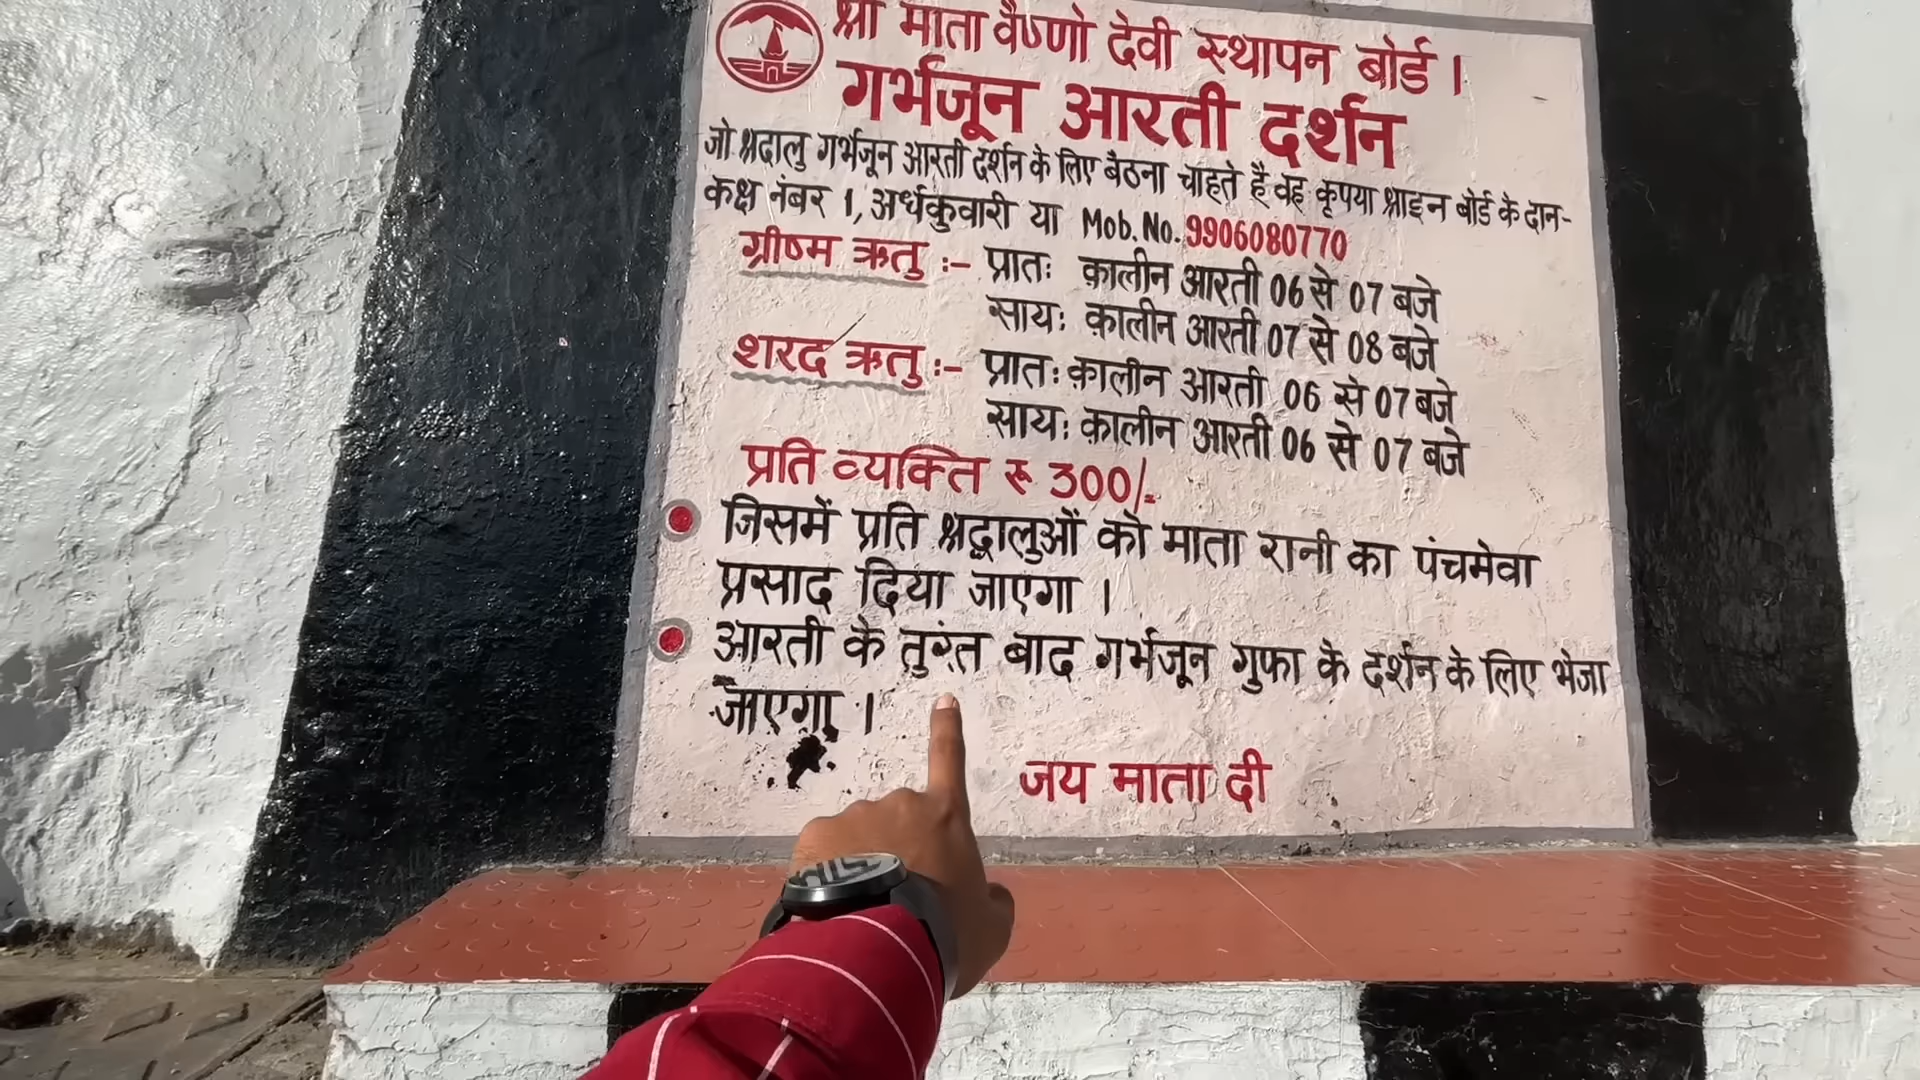 श्री माता वैष्णो देवी स्थापन बोर्ड ।
गर्भजून आरती दर्शन
जो श्रदालु गर्भजून आरती दर्शन के लिए बैठना चाहते है वह कृपया श्राइन बोर्ड के दान-
कक्ष नंबर 1, अर्धकुवारी या Mob. No. 9906080770
ग्रीष्म ऋतु :- प्रातः कालीन आरती 06 से 07 बजे
सायः कालीन आरती 07 से 08 बजे
शरद ऋतु :- प्रातः कालीन आरती 06 से 07 बजे
सायः कालीन आरती 06 से 07 बजे
प्रति व्यक्ति रू 300/-
जिसमें प्रति श्रद्धालुओं को माता रानी का पंचमेवा
प्रसाद दिया जाएगा ।
आरती के तुरंत बाद गर्भजून गुफा के दर्शन के लिए भेजा
जाएगा ।
जय माता दी